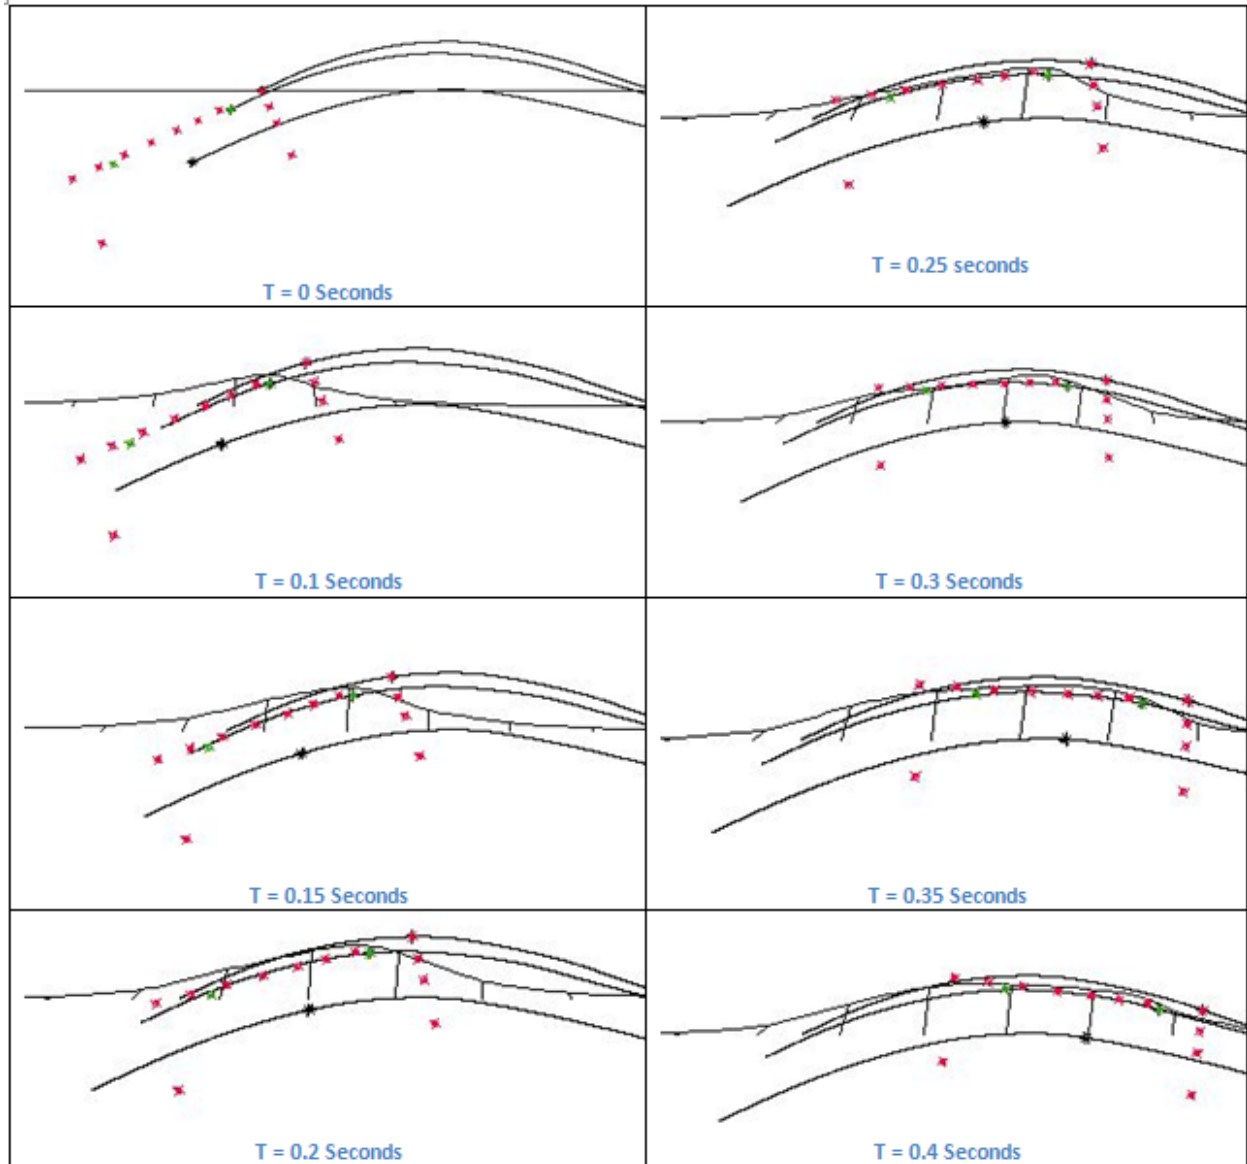 T = 0 Seconds
T = 0.25 seconds
T = 0.1 Seconds
T = 0.3 Seconds
T = 0.15 Seconds
T = 0.35 Seconds
T = 0.2 Seconds
T = 0.4 Seconds